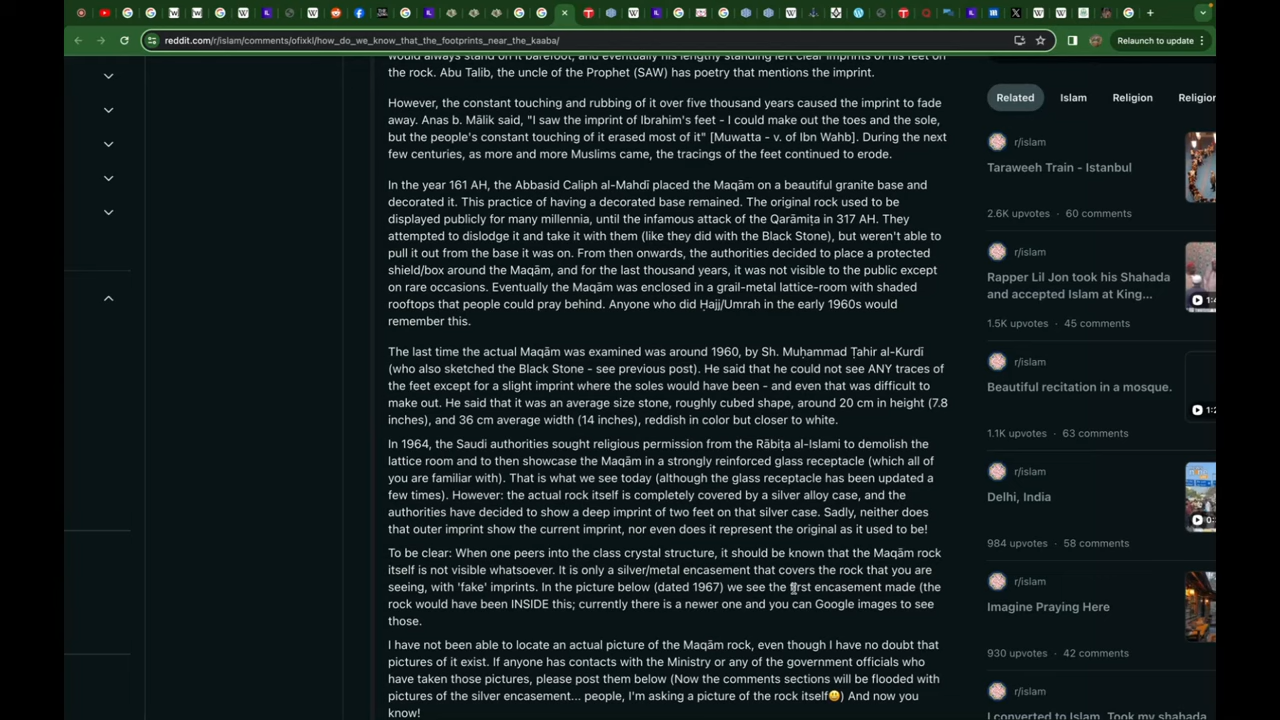 reddit.com/r/islam/comments/ofixkl/how_do_we_know_that_the_footprints_near_the_kaaba/
Relaunch to update
would always stand on it barefoot, and eventually his lengthy standing left clear imprints of his feet on
the rock. Abu Talib, the uncle of the Prophet (SAW) has poetry that mentions the imprint.
However, the constant touching and rubbing of it over five thousand years caused the imprint to fade
away. Anas b. Mālik said, "I saw the imprint of Ibrahim's feet - I could make out the toes and the sole,
but the people's constant touching of it erased most of it" [Muwatta - v. of Ibn Wahb]. During the next
few centuries, as more and more Muslims came, the tracings of the feet continued to erode.
In the year 161 AH, the Abbasid Caliph al-Mahdī placed the Maqām on a beautiful granite base and
decorated it. This practice of having a decorated base remained. The original rock used to be
displayed publicly for many millennia, until the infamous attack of the Qarāmiṭa in 317 AH. They
attempted to dislodge it and take it with them (like they did with the Black Stone), but weren't able to
pull it out from the base it was on. From then onwards, the authorities decided to place a protected
shield/box around the Maqām, and for the last thousand years, it was not visible to the public except
on rare occasions. Eventually the Maqām was enclosed in a grail-metal lattice-room with shaded
rooftops that people could pray behind. Anyone who did Ḥajj/Umrah in the early 1960s would
remember this.
The last time the actual Maqām was examined was around 1960, by Sh. Muḥammad Ṭahir al-Kurdī
(who also sketched the Black Stone - see previous post). He said that he could not see ANY traces of
the feet except for a slight imprint where the soles would have been - and even that was difficult to
make out. He said that it was an average size stone, roughly cubed shape, around 20 cm in height (7.8
inches), and 36 cm average width (14 inches), reddish in color but closer to white.
In 1964, the Saudi authorities sought religious permission from the Rābiṭa al-Islami to demolish the
lattice room and to then showcase the Maqām in a strongly reinforced glass receptacle (which all of
you are familiar with). That is what we see today (although the glass receptacle has been updated a
few times). However: the actual rock itself is completely covered by a silver alloy case, and the
authorities have decided to show a deep imprint of two feet on that silver case. Sadly, neither does
that outer imprint show the current imprint, nor even does it represent the original as it used to be!
To be clear: When one peers into the class crystal structure, it should be known that the Maqām rock
itself is not visible whatsoever. It is only a silver/metal encasement that covers the rock that you are
seeing, with 'fake' imprints. In the picture below (dated 1967) we see the first encasement made (the
rock would have been INSIDE this; currently there is a newer one and you can Google images to see
those.
I have not been able to locate an actual picture of the Maqām rock, even though I have no doubt that
pictures of it exist. If anyone has contacts with the Ministry or any of the government officials who
have taken those pictures, please post them below (Now the comments sections will be flooded with
pictures of the silver encasement... people, I'm asking a picture of the rock itself😀) And now you
know!
Related Islam Religion Religion
r/islam
Taraweeh Train - Istanbul
2.6K upvotes · 60 comments
r/islam
Rapper Lil Jon took his Shahada
and accepted Islam at King...
1:4
1.5K upvotes · 45 comments
r/islam
Beautiful recitation in a mosque.
1:2
1.1K upvotes · 63 comments
r/islam
Delhi, India
0:
984 upvotes · 58 comments
r/islam
Imagine Praying Here
930 upvotes · 42 comments
r/islam
I converted to Islam. Took my shahada